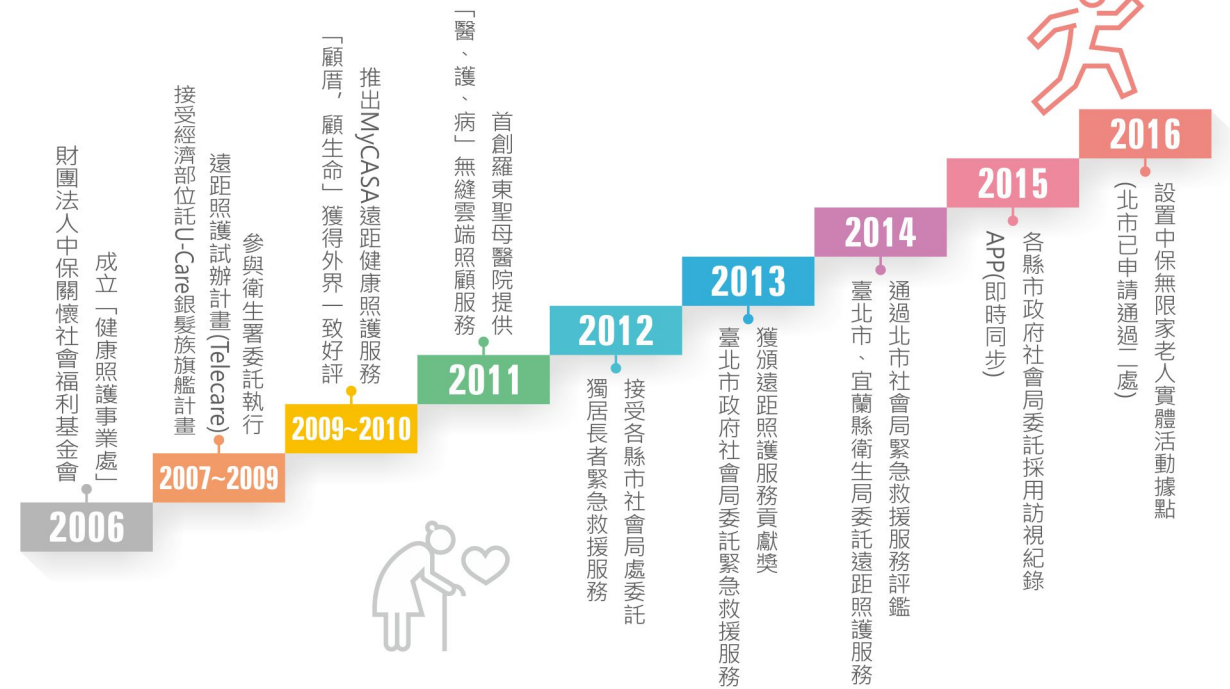 2006
成立「健康照護事業處」
財團法人中保關懷社會福利基金會
2007~2009
參與衛生署委託執行
遠距照護試辦計畫(Telecare)
接受經濟部位託U-Care銀髮族旗艦計畫
2009~2010
推出MyCASA遠距健康照護服務
「顧厝，顧生命」獲得外界一致好評
2011
首創羅東聖母醫院提供
「醫、護、病」無縫雲端照顧服務
2012
接受各縣市社會局處委託
獨居長者緊急救援服務
2013
獲頒遠距照護服務貢獻獎
臺北市政府社會局委託緊急救援服務
2014
通過北市社會局緊急救援服務評鑑
臺北市、宜蘭縣衛生局委託遠距照護服務
2015
各縣市政府社會局委託採用訪視紀錄
APP(即時同步)
2016
設置中保無限家老人實體活動據點
(北市已申請通過二處)